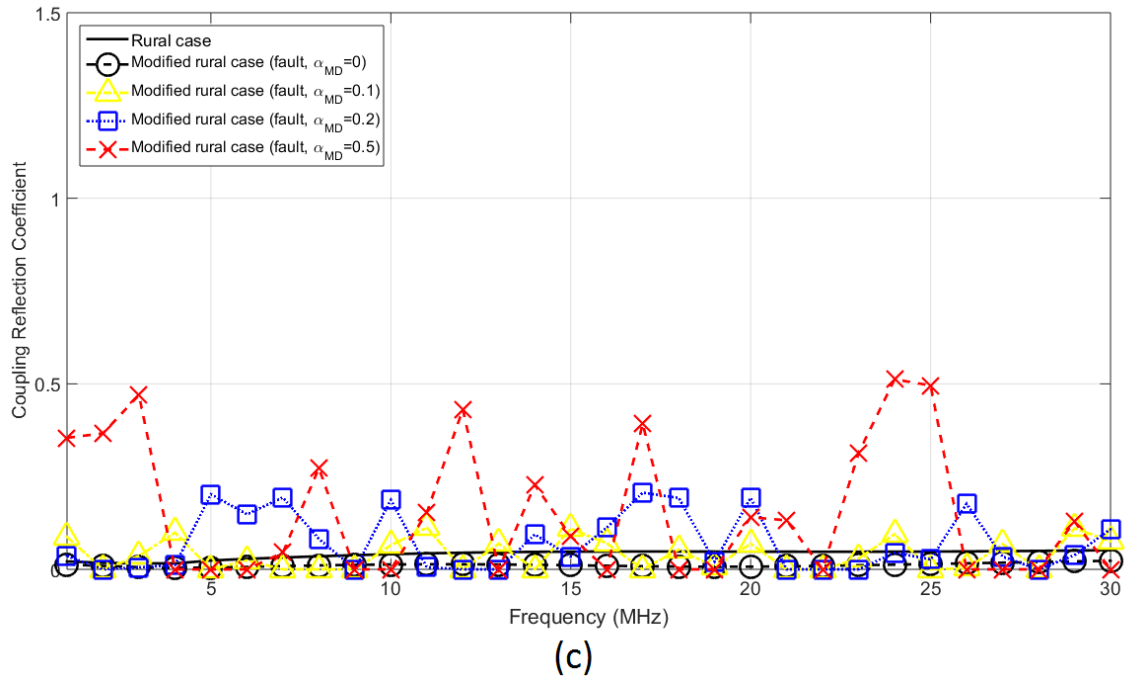 1.5
Rural case
Modified rural case (fault, αMD=0)
Modified rural case (fault, αMD=0.1)
Modified rural case (fault, αMD=0.2)
Modified rural case (fault, αMD=0.5)
1
0.5
0
Coupling Reflection Coefficient
5 10 15 20 25 30
Frequency (MHz)
(c)